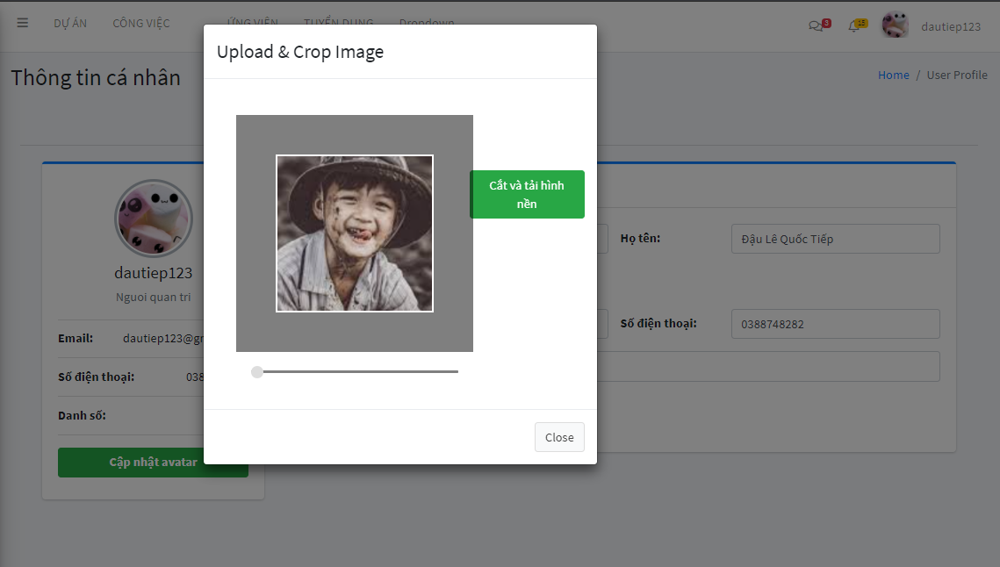 DỰ ÁN CÔNG VIỆC ỨNG VIÊN TUYỂN DỤNG Dropdown 3 15 dautiep123
Upload & Crop Image
Thông tin cá nhân
Home / User Profile
Cắt và tải hình
nền
Họ tên: Đậu Lê Quốc Tiếp
dautiep123
Nguoi quan tri
Số điện thoại: 0388748282
Email: dautiep123@gr
Số điện thoại: 038
Danh số:
Close
Cập nhật avatar